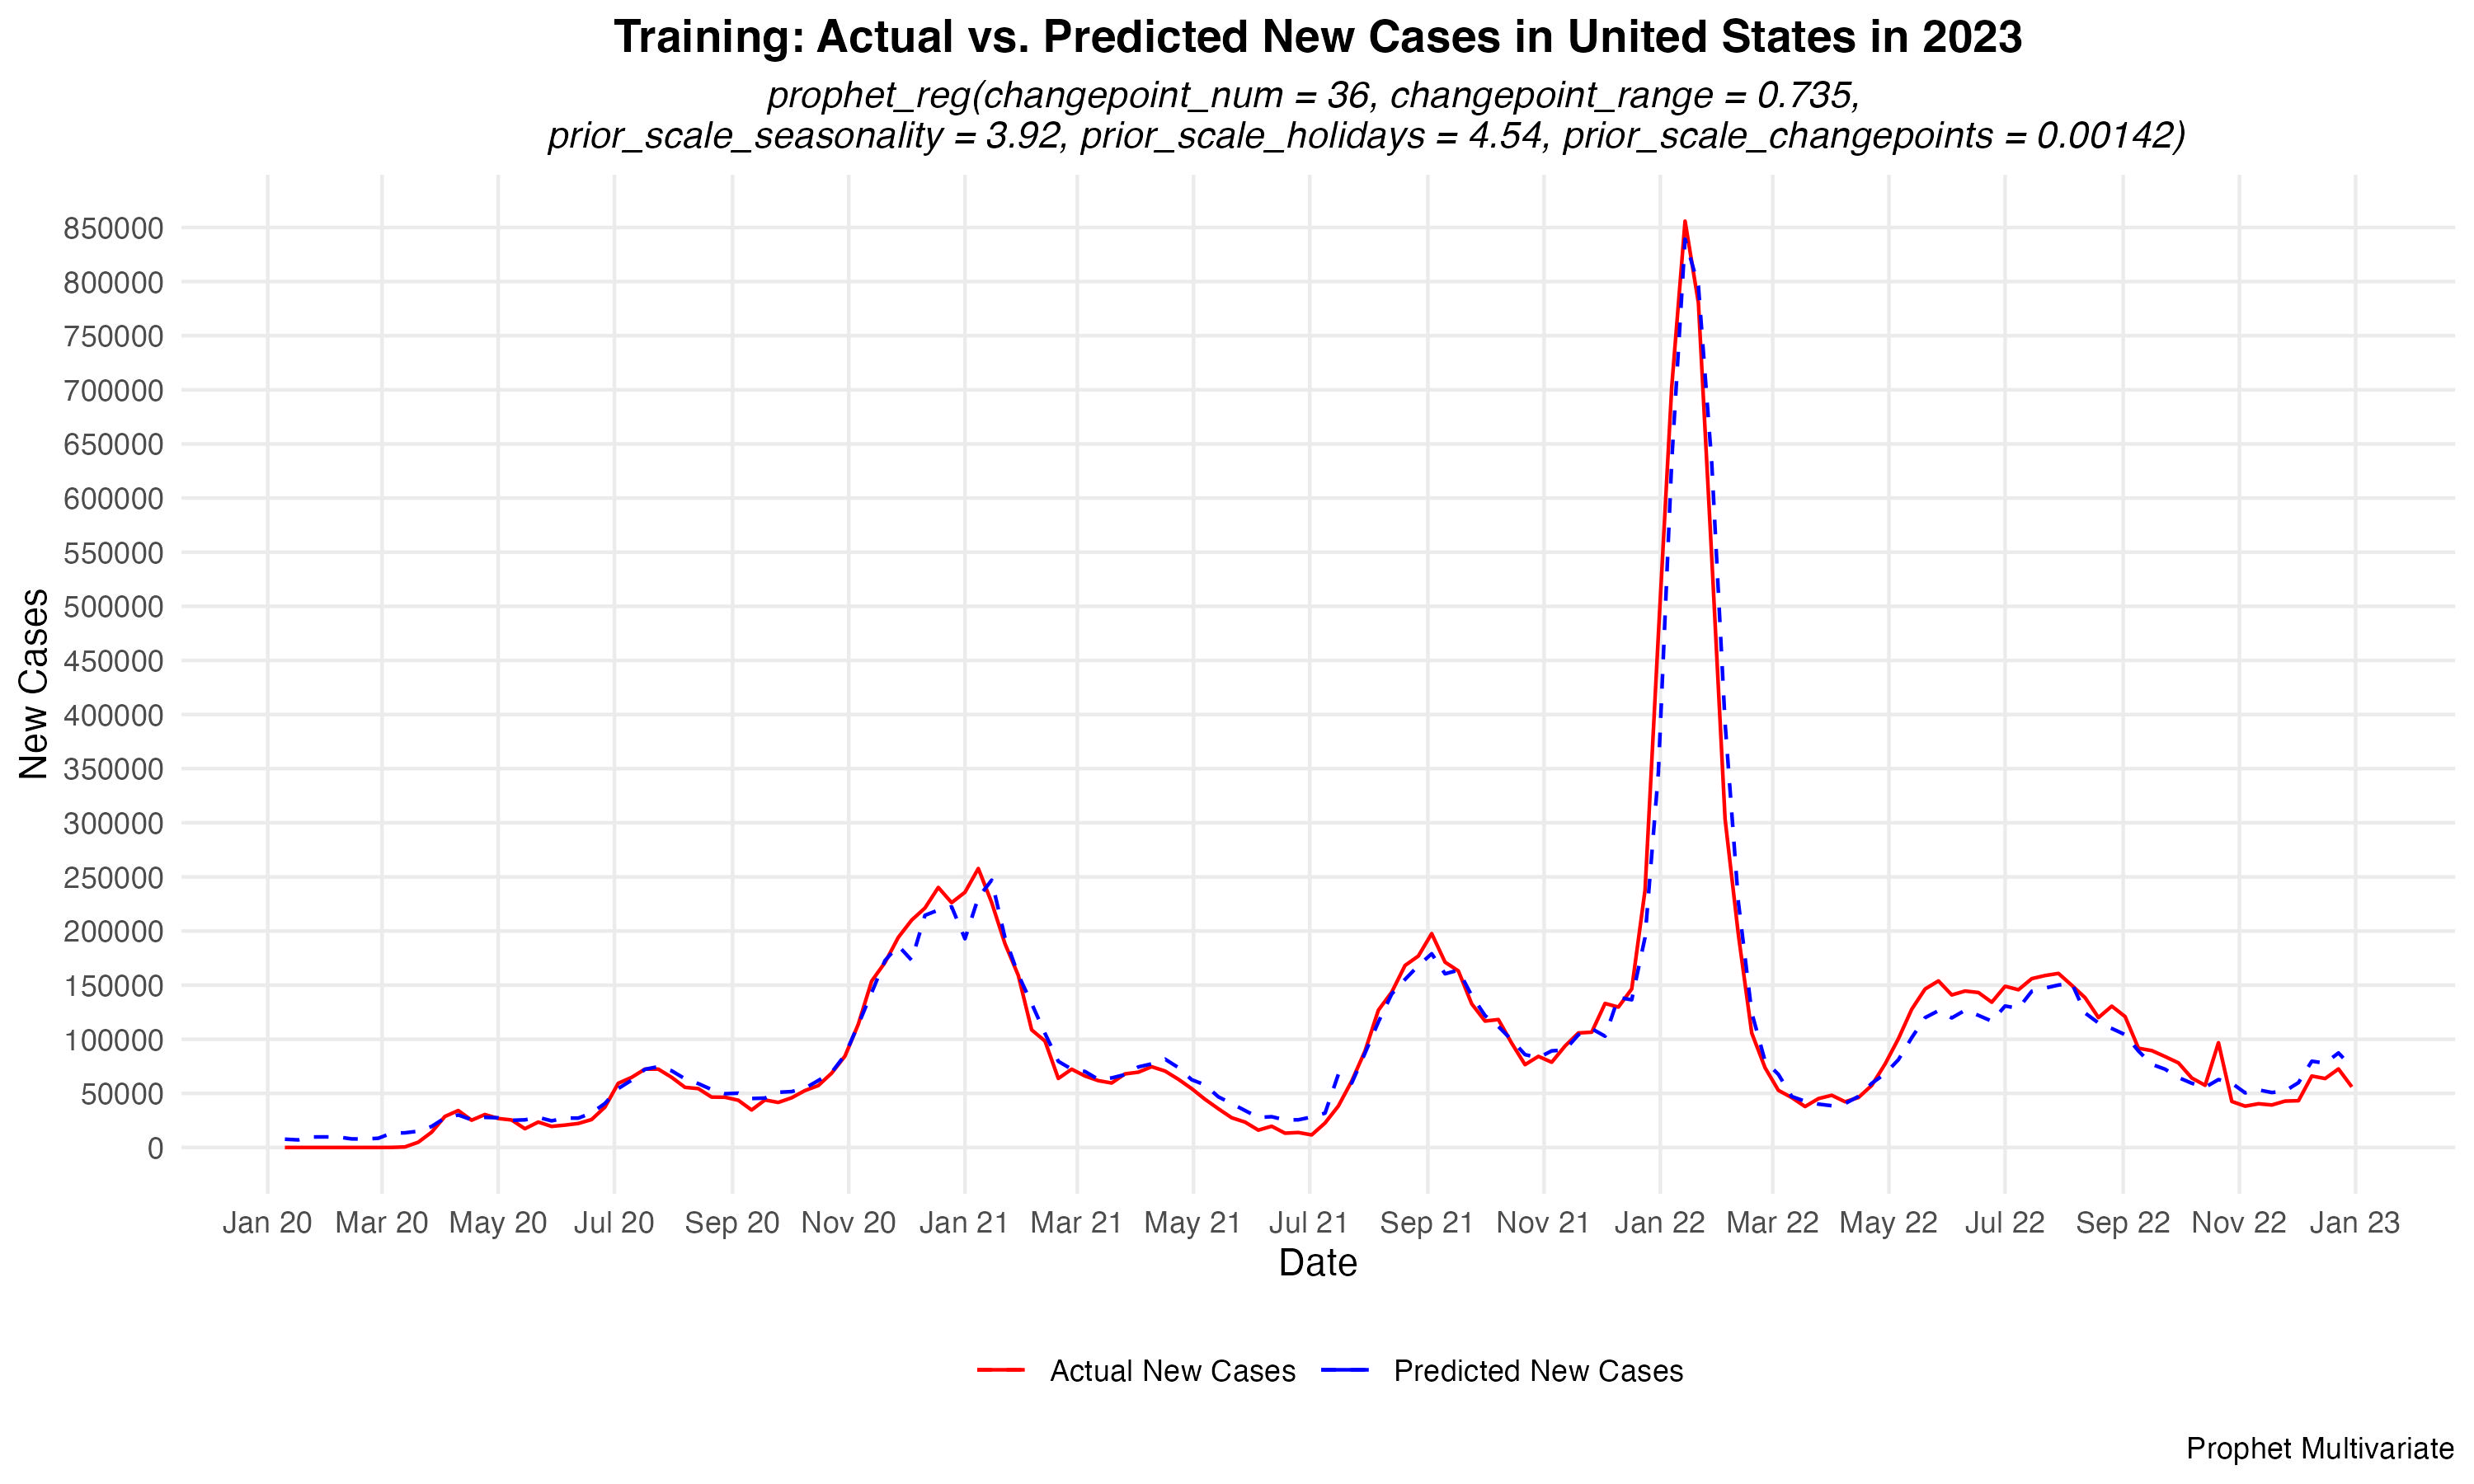 Training: Actual vs. Predicted New Cases in United States in 2023
prophet_reg(changepoint_num = 36, changepoint_range = 0.735,
prior_scale_seasonality = 3.92, prior_scale_holidays = 4.54, prior_scale_changepoints = 0.00142)
850000
800000
750000
700000
650000
600000
550000
500000
450000
400000
350000
300000
250000
200000
150000
100000
50000
0
New Cases
Jan 20 Mar 20 May 20 Jul 20 Sep 20 Nov 20 Jan 21 Mar 21 May 21 Jul 21 Sep 21 Nov 21 Jan 22 Mar 22 May 22 Jul 22 Sep 22 Nov 22 Jan 23
Date
Actual New Cases Predicted New Cases
Prophet Multivariate